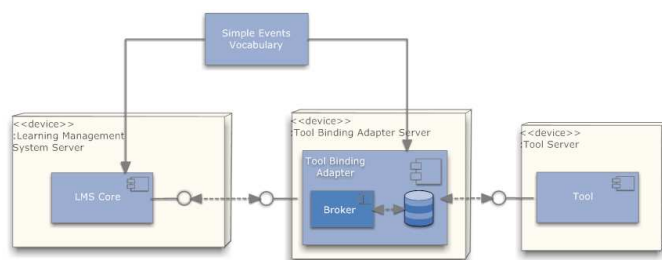 Simple Events
Vocabulary
<<device>>
:Learning Management
System Server
LMS Core
<<device>>
:Tool Binding Adapter Server
Tool Binding
Adapter
Broker
<<device>>
:Tool Server
Tool